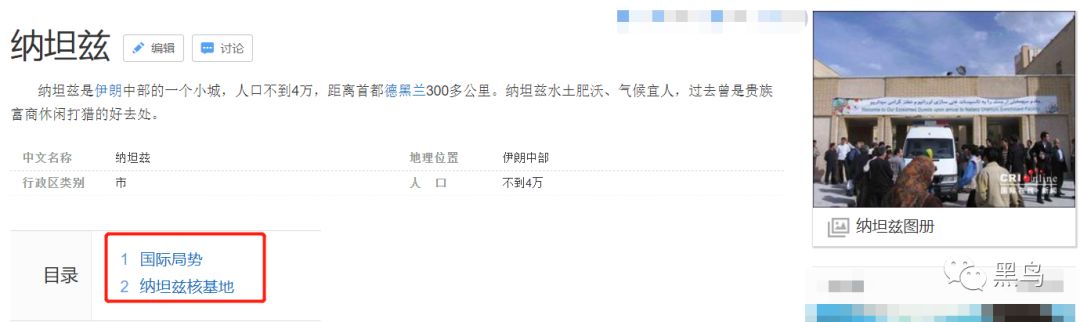 纳坦兹
编辑
讨论
纳坦兹是伊朗中部的一个小城，人口不到4万，距离首都德黑兰300多公里。纳坦兹水土肥沃、气候宜人，过去曾是贵族
富商休闲打猎的好去处。
中文名称 纳坦兹 地理位置 伊朗中部
行政区类别 市 人 口 不到4万
目录
1 国际局势
2 纳坦兹核基地
CRI Online
国际在线·新闻
纳坦兹图册
黑鸟